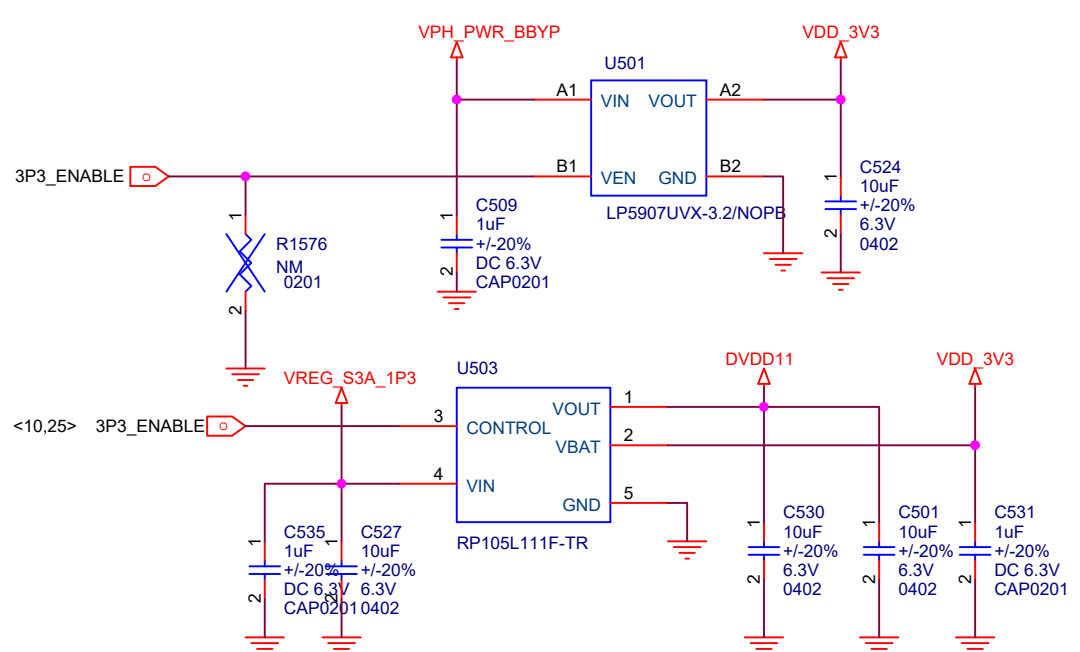 VPH_PWR_BBYP
VDD_3V3
U501
A1
VIN
VOUT
A2
3P3_ENABLE
B1
VEN
GND
B2
LP5907UVX-3.2/NOPB
1
C524
10uF
+/-20%
6.3V
0402
2
1
C509
1uF
+/-20%
DC 6.3V
CAP0201
2
1
R1576
NM
0201
2
VREG_S3A_1P3
U503
DVDD11
VDD_3V3
<10,25>
3P3_ENABLE
3
CONTROL
4
VIN
VOUT
1
VBAT
2
GND
5
RP105L111F-TR
1
C535
1uF
+/-20%
DC 6.3V
CAP0201
2
1
C527
10uF
+/-20%
6.3V
0402
2
1
C530
10uF
+/-20%
6.3V
0402
2
1
C501
10uF
+/-20%
6.3V
0402
2
1
C531
1uF
+/-20%
DC 6.3V
CAP0201
2